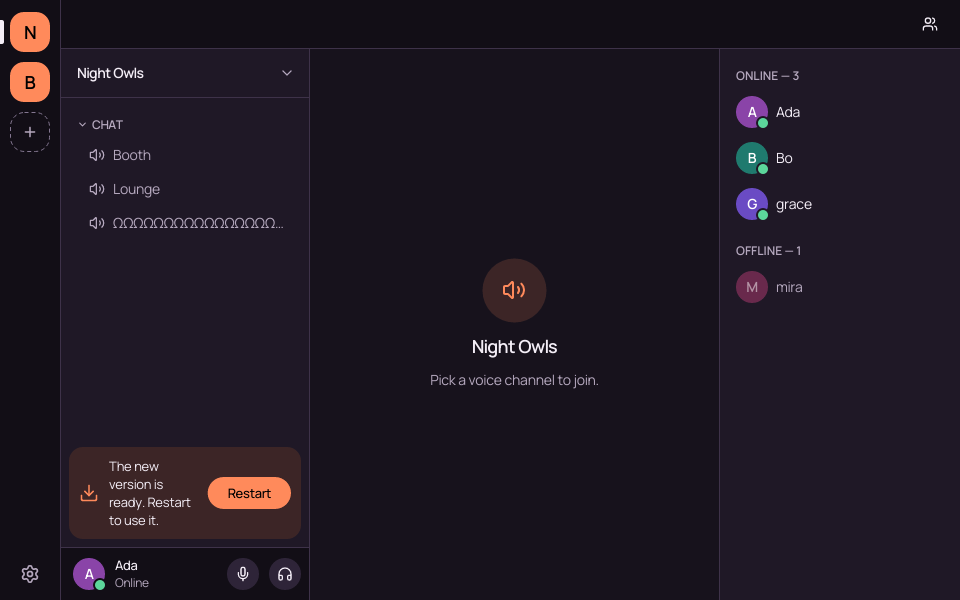 N
B
Night Owls
CHAT
Booth
Lounge
ΩΩΩΩΩΩΩΩΩΩΩΩΩΩΩΩ...
The new
version is
ready. Restart
to use it.
Restart
A
Ada
Online
Night Owls
Pick a voice channel to join.
ONLINE — 3
A
Ada
B
Bo
G
grace
OFFLINE — 1
M
mira